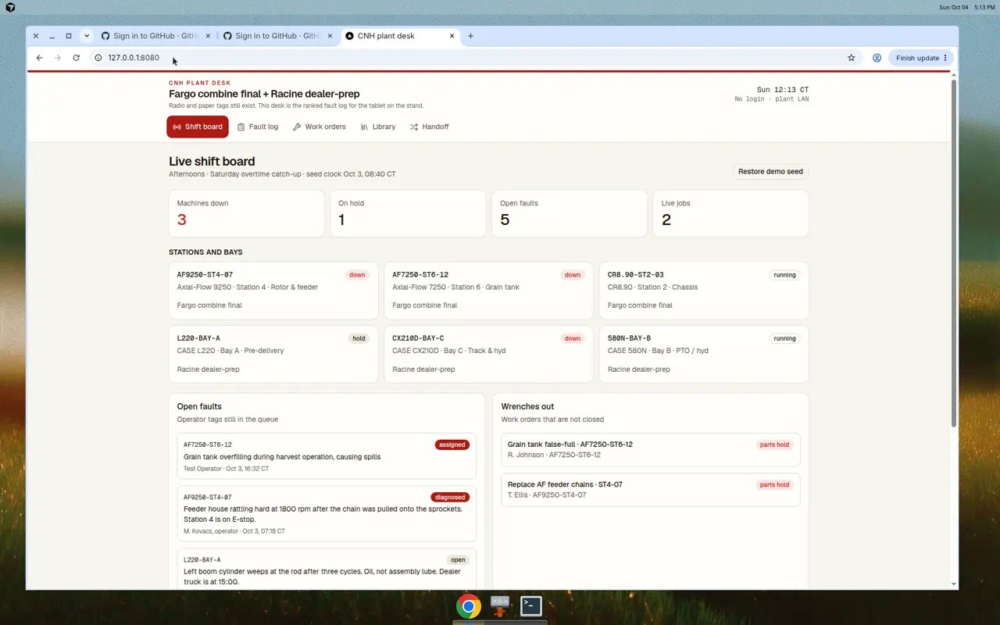 Sun Oct 04 5:13 PM
Sign in to GitHub · GitH
Sign in to GitHub · GitH
CNH plant desk
127.0.0.1:8080
Finish update
CNH PLANT DESK
Fargo combine final + Racine dealer-prep
Radio and paper tags still exist. This desk is the ranked fault log for the tablet on the stand.
Sun 12:13 CT
No login · plant LAN
Shift board
Fault log
Work orders
Library
Handoff
Live shift board
Afternoons · Saturday overtime catch-up · seed clock Oct 3, 08:40 CT
Restore demo seed
Machines down
3
On hold
1
Open faults
5
Live jobs
2
STATIONS AND BAYS
AF9250-ST4-07
down
Axial-Flow 9250 · Station 4 · Rotor & feeder
Fargo combine final
AF7250-ST6-12
down
Axial-Flow 7250 · Station 6 · Grain tank
Fargo combine final
CR8.90-ST2-03
running
CR8.90 · Station 2 · Chassis
Fargo combine final
L220-BAY-A
hold
CASE L220 · Bay A · Pre-delivery
Racine dealer-prep
CX210D-BAY-C
down
CASE CX210D · Bay C · Track & hyd
Racine dealer-prep
580N-BAY-B
running
CASE 580N · Bay B · PTO / hyd
Racine dealer-prep
Open faults
Operator tags still in the queue
AF7250-ST6-12
assigned
Grain tank overfilling during harvest operation, causing spills
Test Operator · Oct 3, 16:32 CT
AF9250-ST4-07
diagnosed
Feeder house rattling hard at 1800 rpm after the chain was pulled onto the sprockets.
Station 4 is on E-stop.
M. Kovacs, operator · Oct 3, 07:18 CT
L220-BAY-A
open
Left boom cylinder weeps at the rod after three cycles. Oil, not assembly lube. Dealer
truck is at 15:00.
Wrenches out
Work orders that are not closed
Grain tank false-full · AF7250-ST6-12
parts hold
R. Johnson · AF7250-ST6-12
Replace AF feeder chains · ST4-07
parts hold
T. Ellis · AF9250-ST4-07